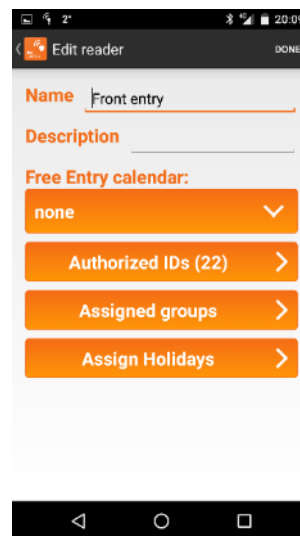 2° 20:09
Edit reader DONE
Name Front entry
Description
Free Entry calendar:
none
Authorized IDs (22)
Assigned groups
Assign Holidays